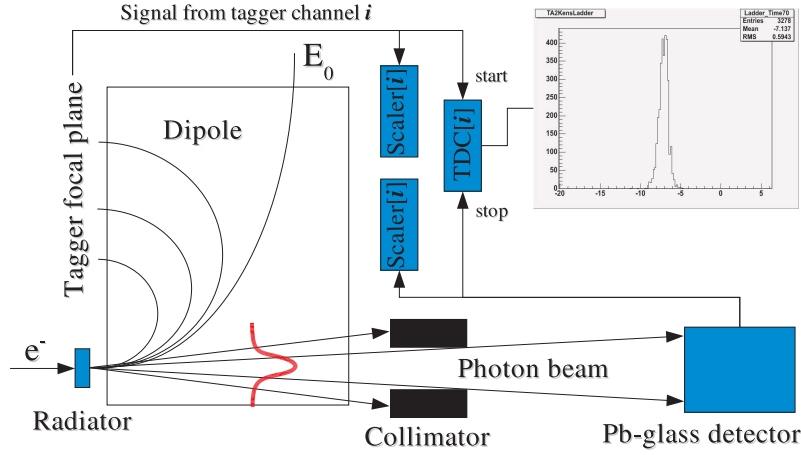 Signal from tagger channel i
E0
Tagger focal plane
Dipole
Scaler[i]
Scaler[i]
start
TDC[i]
stop
TA2KensLadder
Ladder_Time70
Entries 3278
Mean -7.137
RMS 0.5943
400
350
300
250
200
150
100
50
0
-20 -15 -10 -5 0 5
e-
Photon beam
Radiator
Collimator
Pb-glass detector